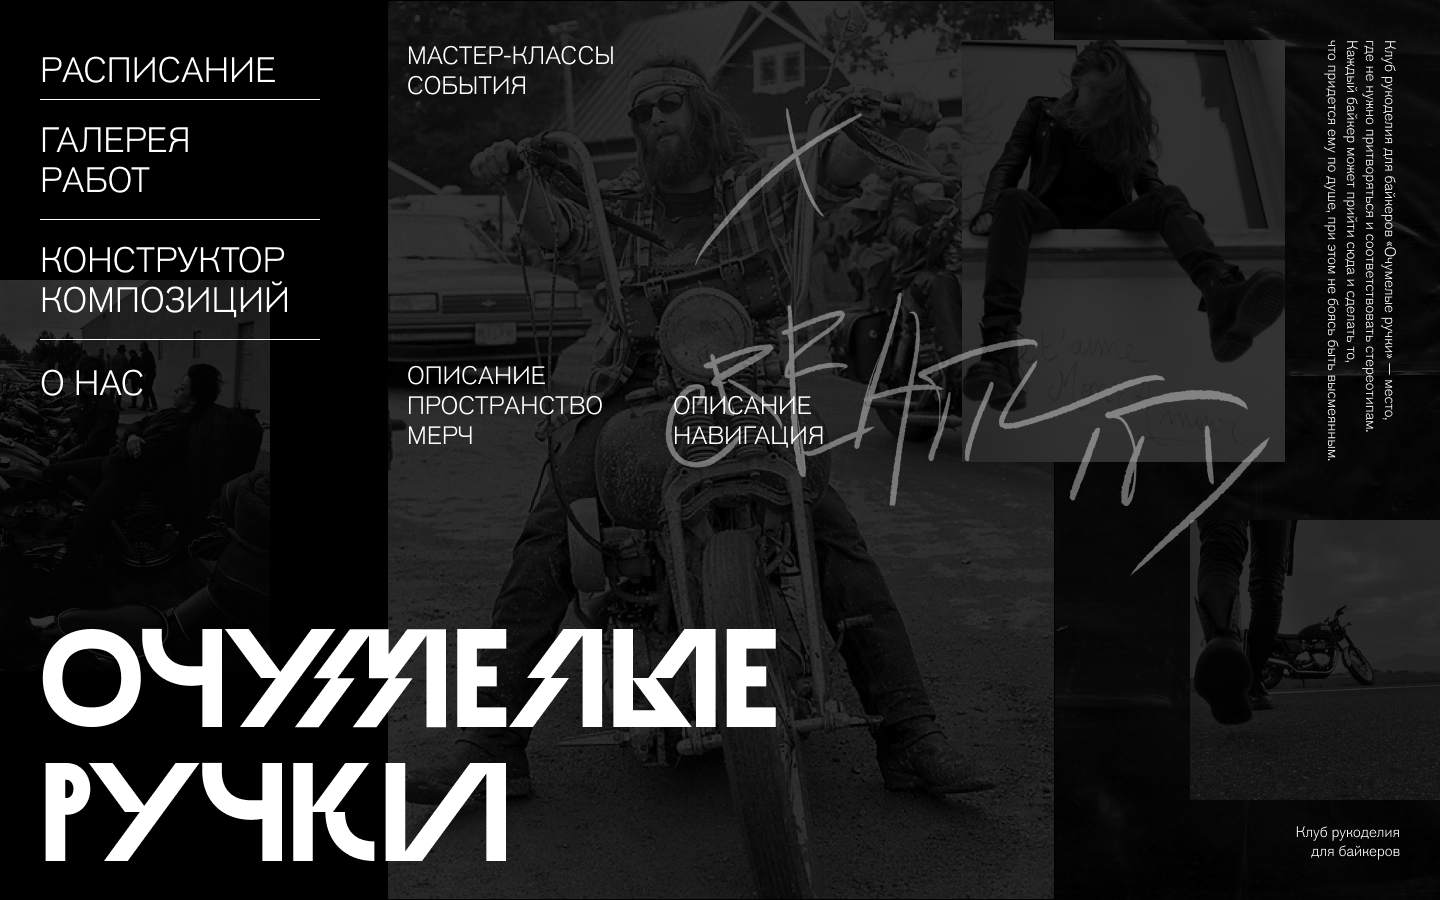 РАСПИСАНИЕ
ГАЛЕРЕЯ
РАБОТ
КОНСТРУКТОР
КОМПОЗИЦИЙ
О НАС
МАСТЕР-КЛАССЫ
СОБЫТИЯ
ОПИСАНИЕ
ПРОСТРАНСТВО
МЕРЧ
ОПИСАНИЕ
НАВИГАЦИЯ
X
Клуб рукоделия для байкеров «Очумелые ручки» — место,
где не нужно притворяться и соответствовать стереотипам.
Каждый байкер может прийти сюда и сделать то,
что придется ему по душе, при этом не боясь быть высмеянным.
ОЧУМЕЛЫЕ
РУЧКИ
Клуб рукоделия
для байкеров